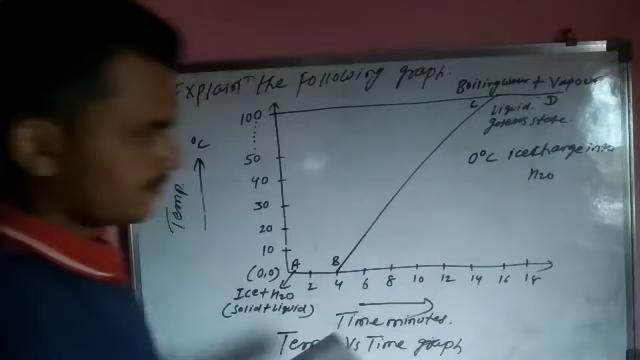 Explain the following graph.
Boiling water + Vapour
100
C
D
Liquid
gaseous state
°C
50
0°C ice change into
H2O
40
Temp.
30
20
10
(0,0)
A
B
2 4 6 8 10 12 14 16 18
Ice + H2O
(Solid + Liquid)
Time minutes.
Temp Vs Time graph